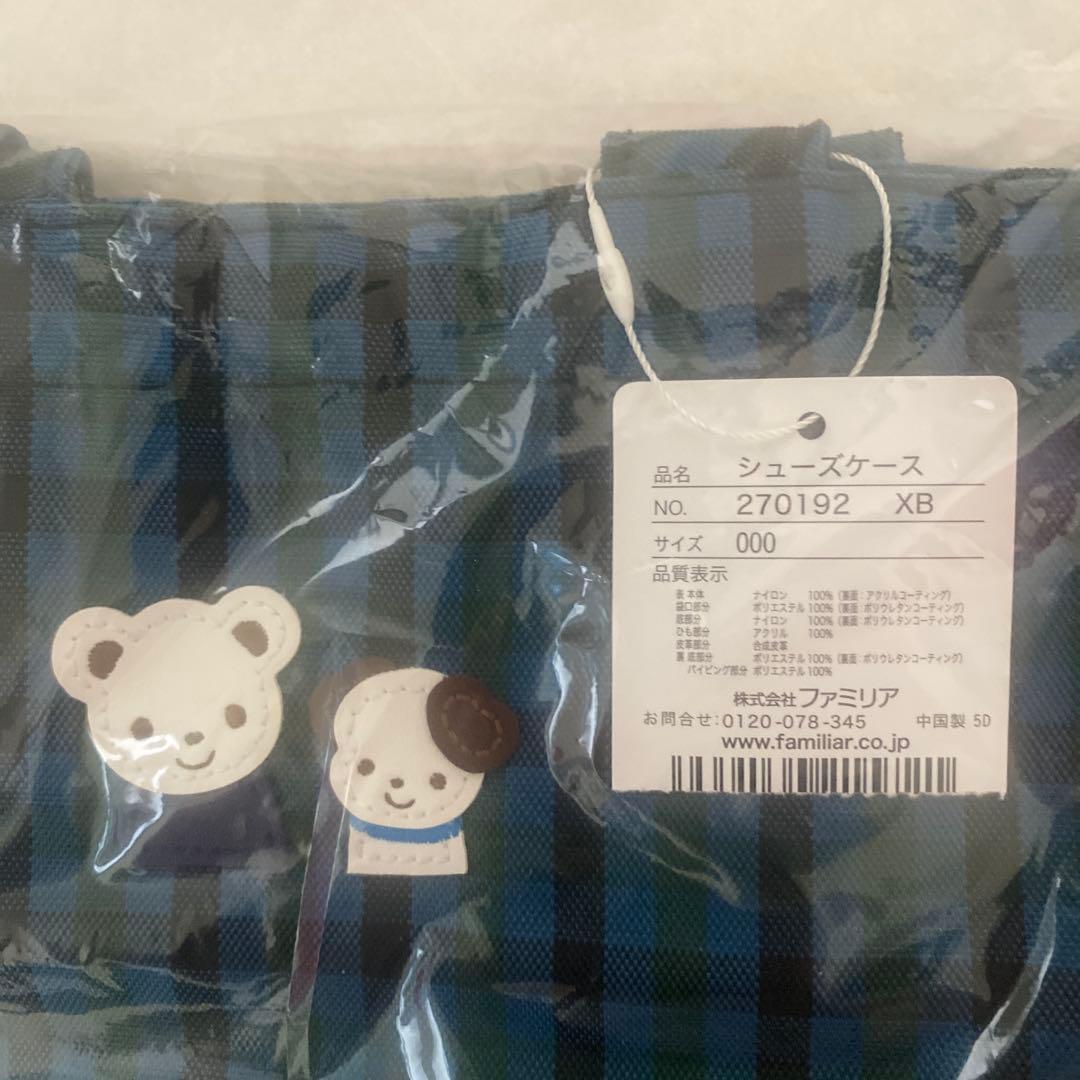 品名 シューズケース
NO. 270192 XB
サイズ 000
品質表示
表 本体 ナイロン 100%(裏面:アクリルコーティング)
袋口部分 ポリエステル 100%(裏面:ポリウレタンコーティング)
底部分 ナイロン 100%(裏面:ポリウレタンコーティング)
ひも部分 アクリル 100%
皮革部分 合成皮革
裏 底部分 ポリエステル 100%(裏面:ポリウレタンコーティング)
パイピング部分 ポリエステル 100%
株式会社 ファミリア
お問合せ:0120-078-345 中国製 5D
www.familiar.co.jp